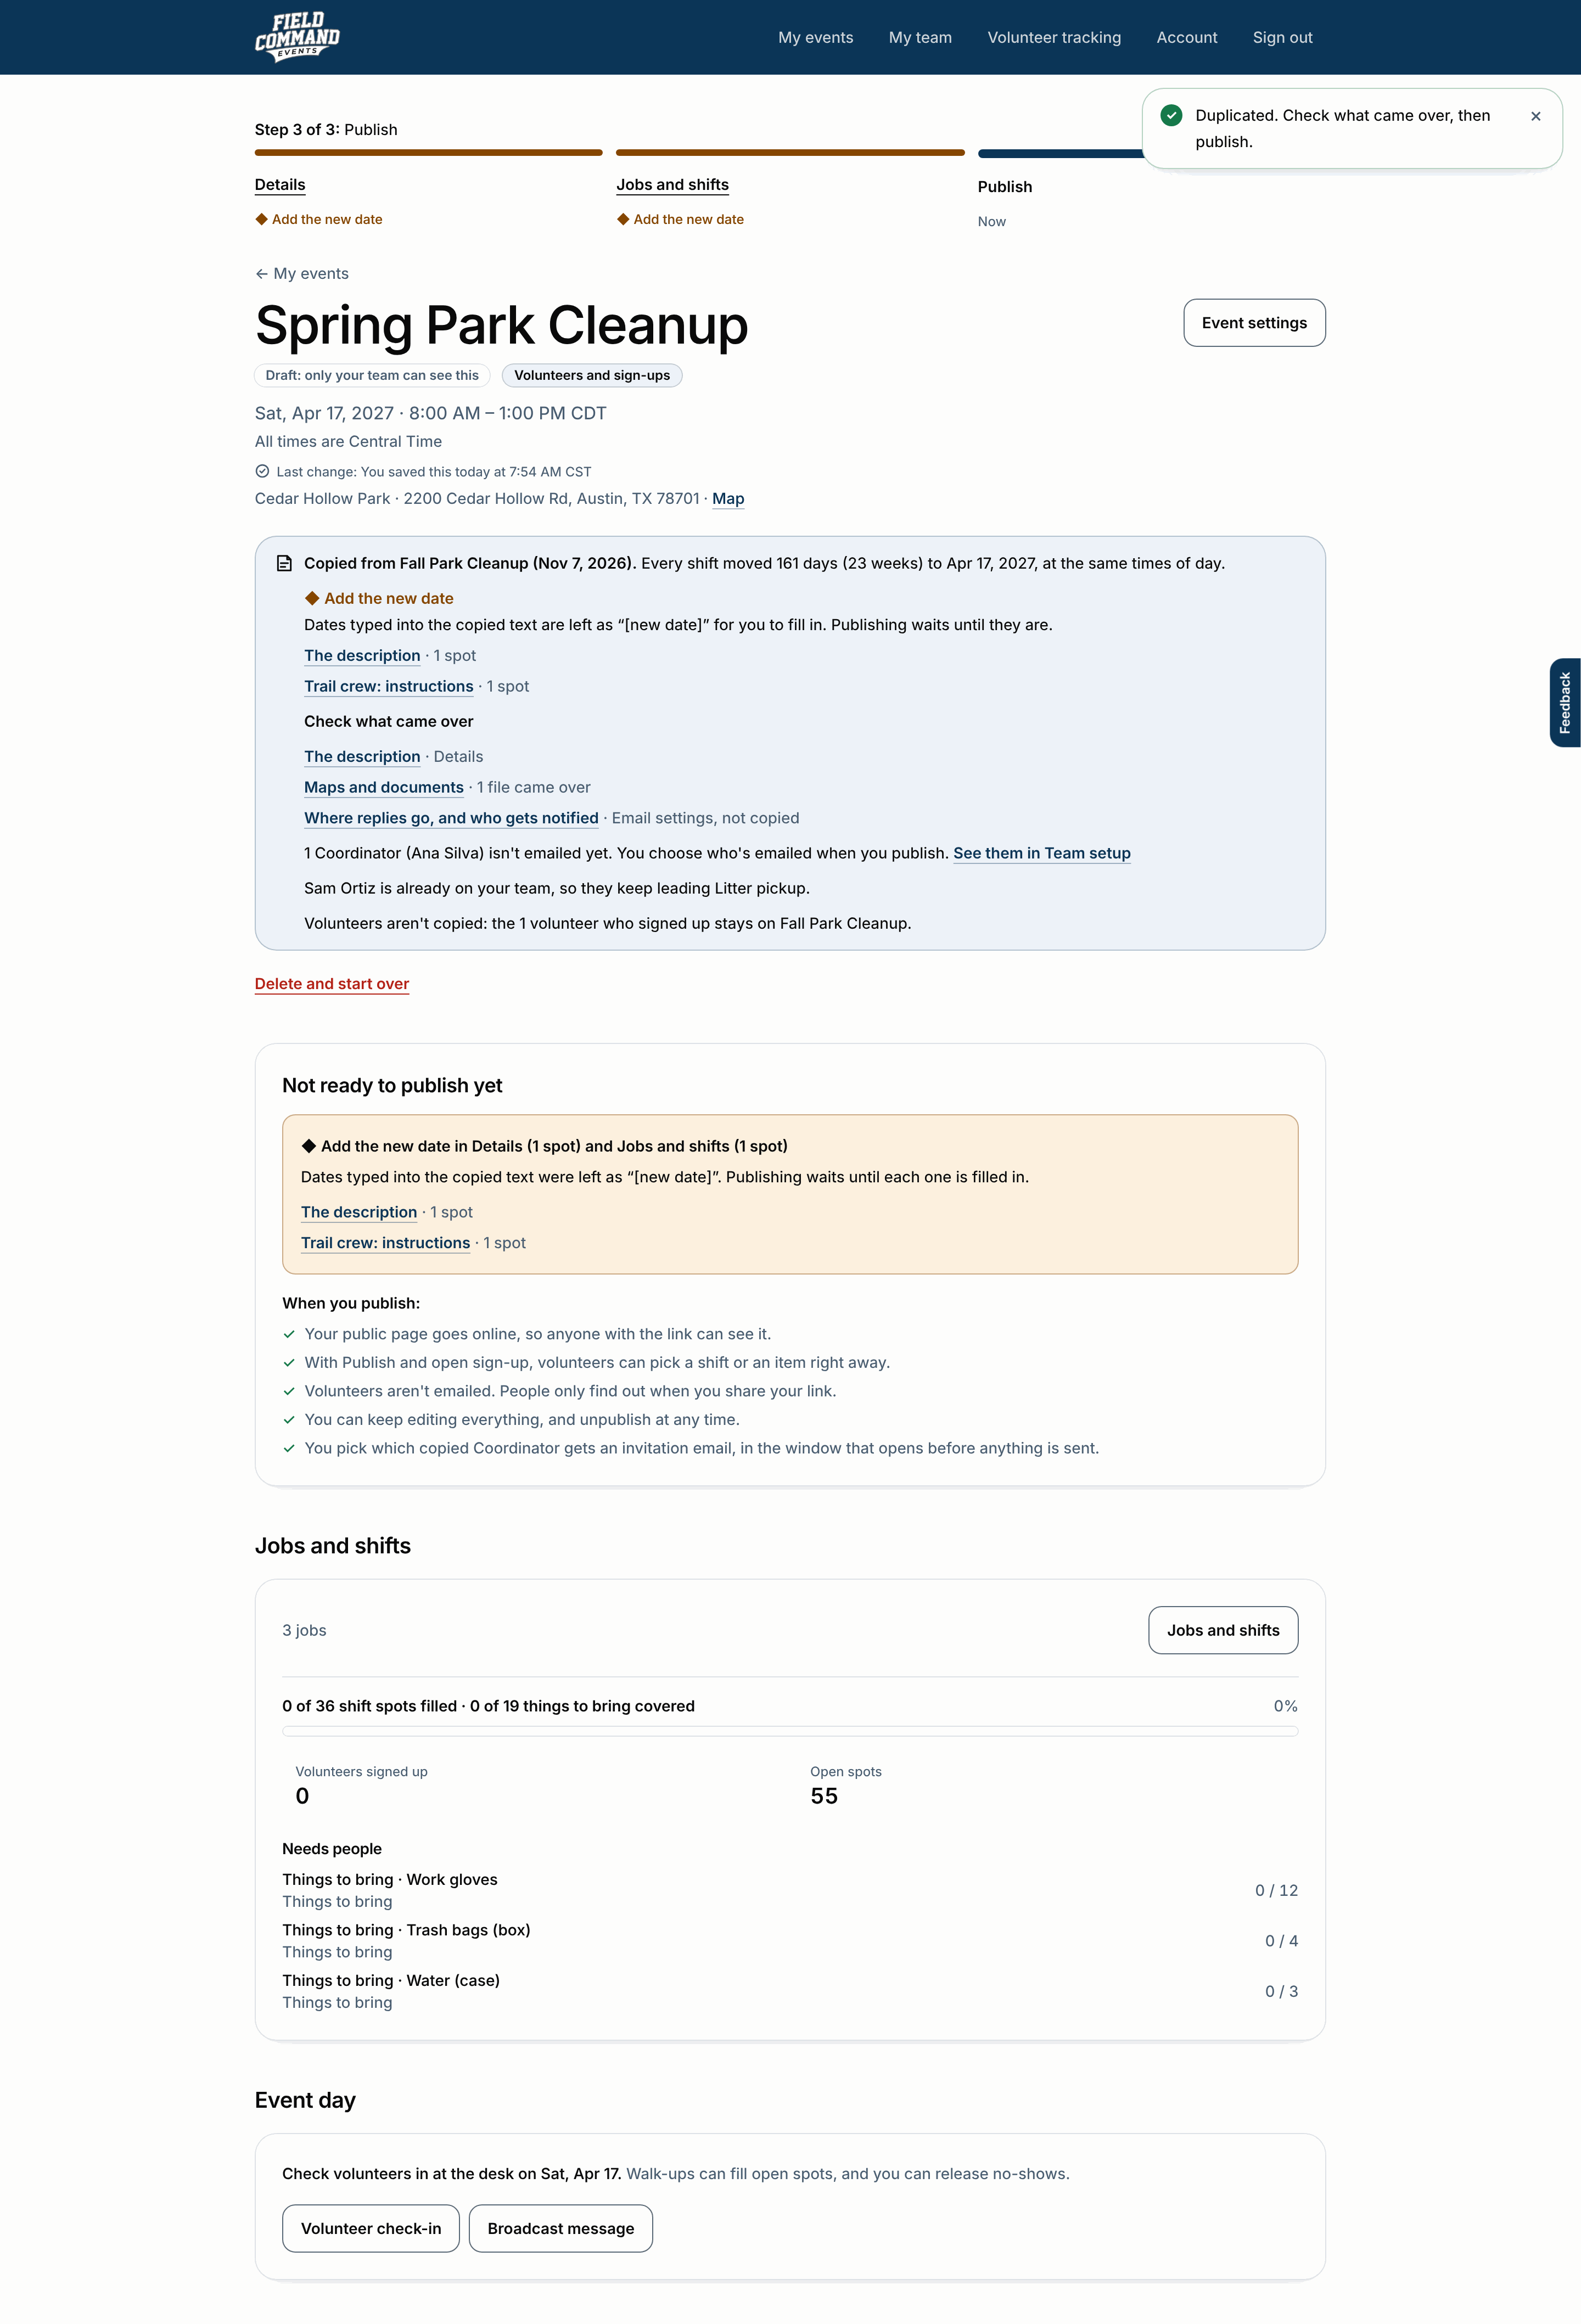 FIELD
COMMAND
EVENTS
My events
My team
Volunteer tracking
Account
Sign out
Duplicated. Check what came over, then
publish.
×
Step 3 of 3: Publish
Details
◆ Add the new date
Jobs and shifts
◆ Add the new date
Publish
Now
← My events
Spring Park Cleanup
Event settings
Draft: only your team can see this
Volunteers and sign-ups
Sat, Apr 17, 2027 · 8:00 AM – 1:00 PM CDT
All times are Central Time
Last change: You saved this today at 7:54 AM CST
Cedar Hollow Park · 2200 Cedar Hollow Rd, Austin, TX 78701 · Map
Copied from Fall Park Cleanup (Nov 7, 2026). Every shift moved 161 days (23 weeks) to Apr 17, 2027, at the same times of day.
◆ Add the new date
Dates typed into the copied text are left as “[new date]” for you to fill in. Publishing waits until they are.
The description · 1 spot
Trail crew: instructions · 1 spot
Check what came over
The description · Details
Maps and documents · 1 file came over
Where replies go, and who gets notified · Email settings, not copied
1 Coordinator (Ana Silva) isn't emailed yet. You choose who's emailed when you publish. See them in Team setup
Sam Ortiz is already on your team, so they keep leading Litter pickup.
Volunteers aren't copied: the 1 volunteer who signed up stays on Fall Park Cleanup.
Feedback
Delete and start over
Not ready to publish yet
◆ Add the new date in Details (1 spot) and Jobs and shifts (1 spot)
Dates typed into the copied text were left as “[new date]”. Publishing waits until each one is filled in.
The description · 1 spot
Trail crew: instructions · 1 spot
When you publish:
✓ Your public page goes online, so anyone with the link can see it.
✓ With Publish and open sign-up, volunteers can pick a shift or an item right away.
✓ Volunteers aren't emailed. People only find out when you share your link.
✓ You can keep editing everything, and unpublish at any time.
✓ You pick which copied Coordinator gets an invitation email, in the window that opens before anything is sent.
Jobs and shifts
3 jobs
Jobs and shifts
0 of 36 shift spots filled · 0 of 19 things to bring covered
0%
Volunteers signed up
0
Open spots
55
Needs people
Things to bring · Work gloves
Things to bring
0 / 12
Things to bring · Trash bags (box)
Things to bring
0 / 4
Things to bring · Water (case)
Things to bring
0 / 3
Event day
Check volunteers in at the desk on Sat, Apr 17. Walk-ups can fill open spots, and you can release no-shows.
Volunteer check-in
Broadcast message